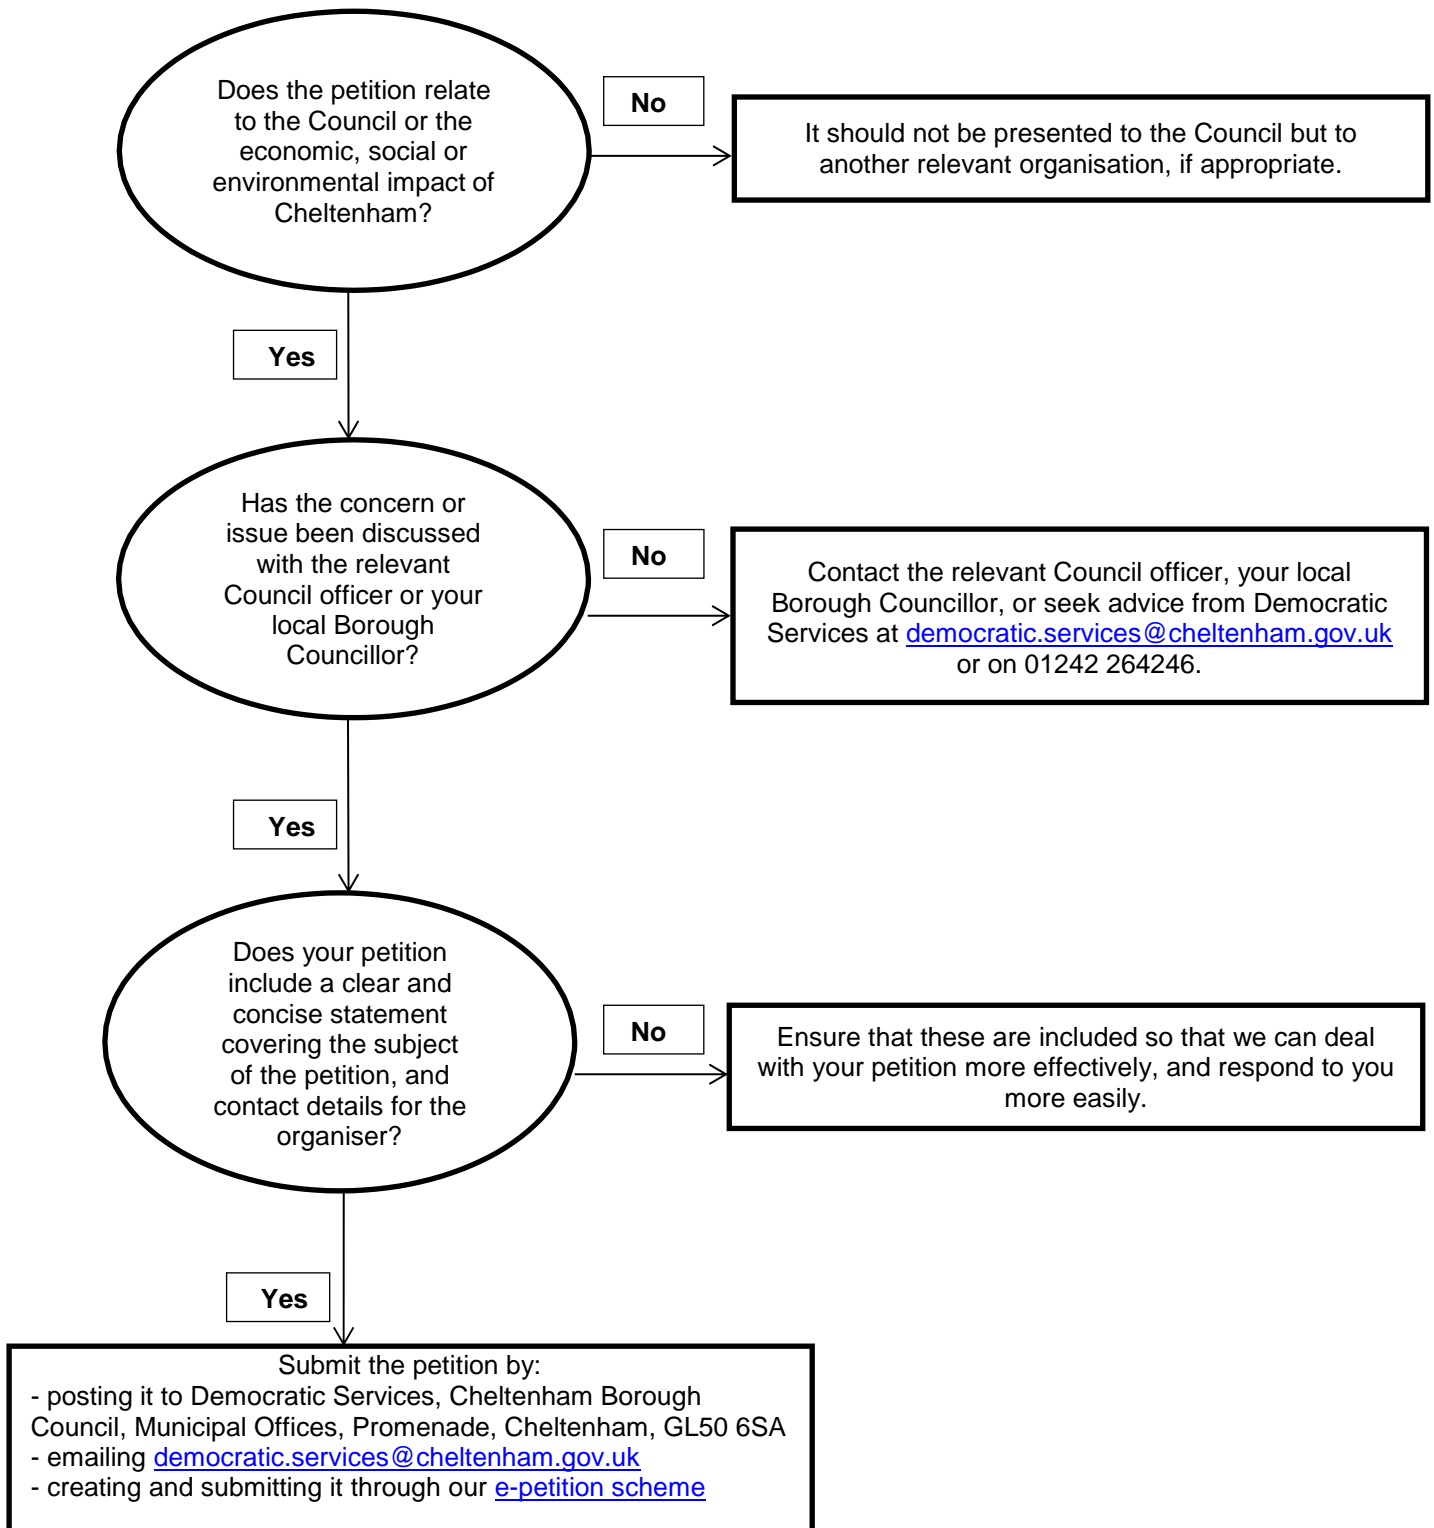 Does the petition relate
to the Council or the
economic, social or
environmental impact of
Cheltenham?
No
It should not be presented to the Council but to
another relevant organisation, if appropriate.
Yes
Has the concern or
issue been discussed
with the relevant
Council officer or your
local Borough
Councillor?
No
Contact the relevant Council officer, your local
Borough Councillor, or seek advice from Democratic
Services at democratic.services@cheltenham.gov.uk
or on 01242 264246.
Yes
Does your petition
include a clear and
concise statement
covering the subject
of the petition, and
contact details for the
organiser?
No
Ensure that these are included so that we can deal
with your petition more effectively, and respond to you
more easily.
Yes
Submit the petition by:
- posting it to Democratic Services, Cheltenham Borough
Council, Municipal Offices, Promenade, Cheltenham, GL50 6SA
- emailing democratic.services@cheltenham.gov.uk
- creating and submitting it through our e-petition scheme